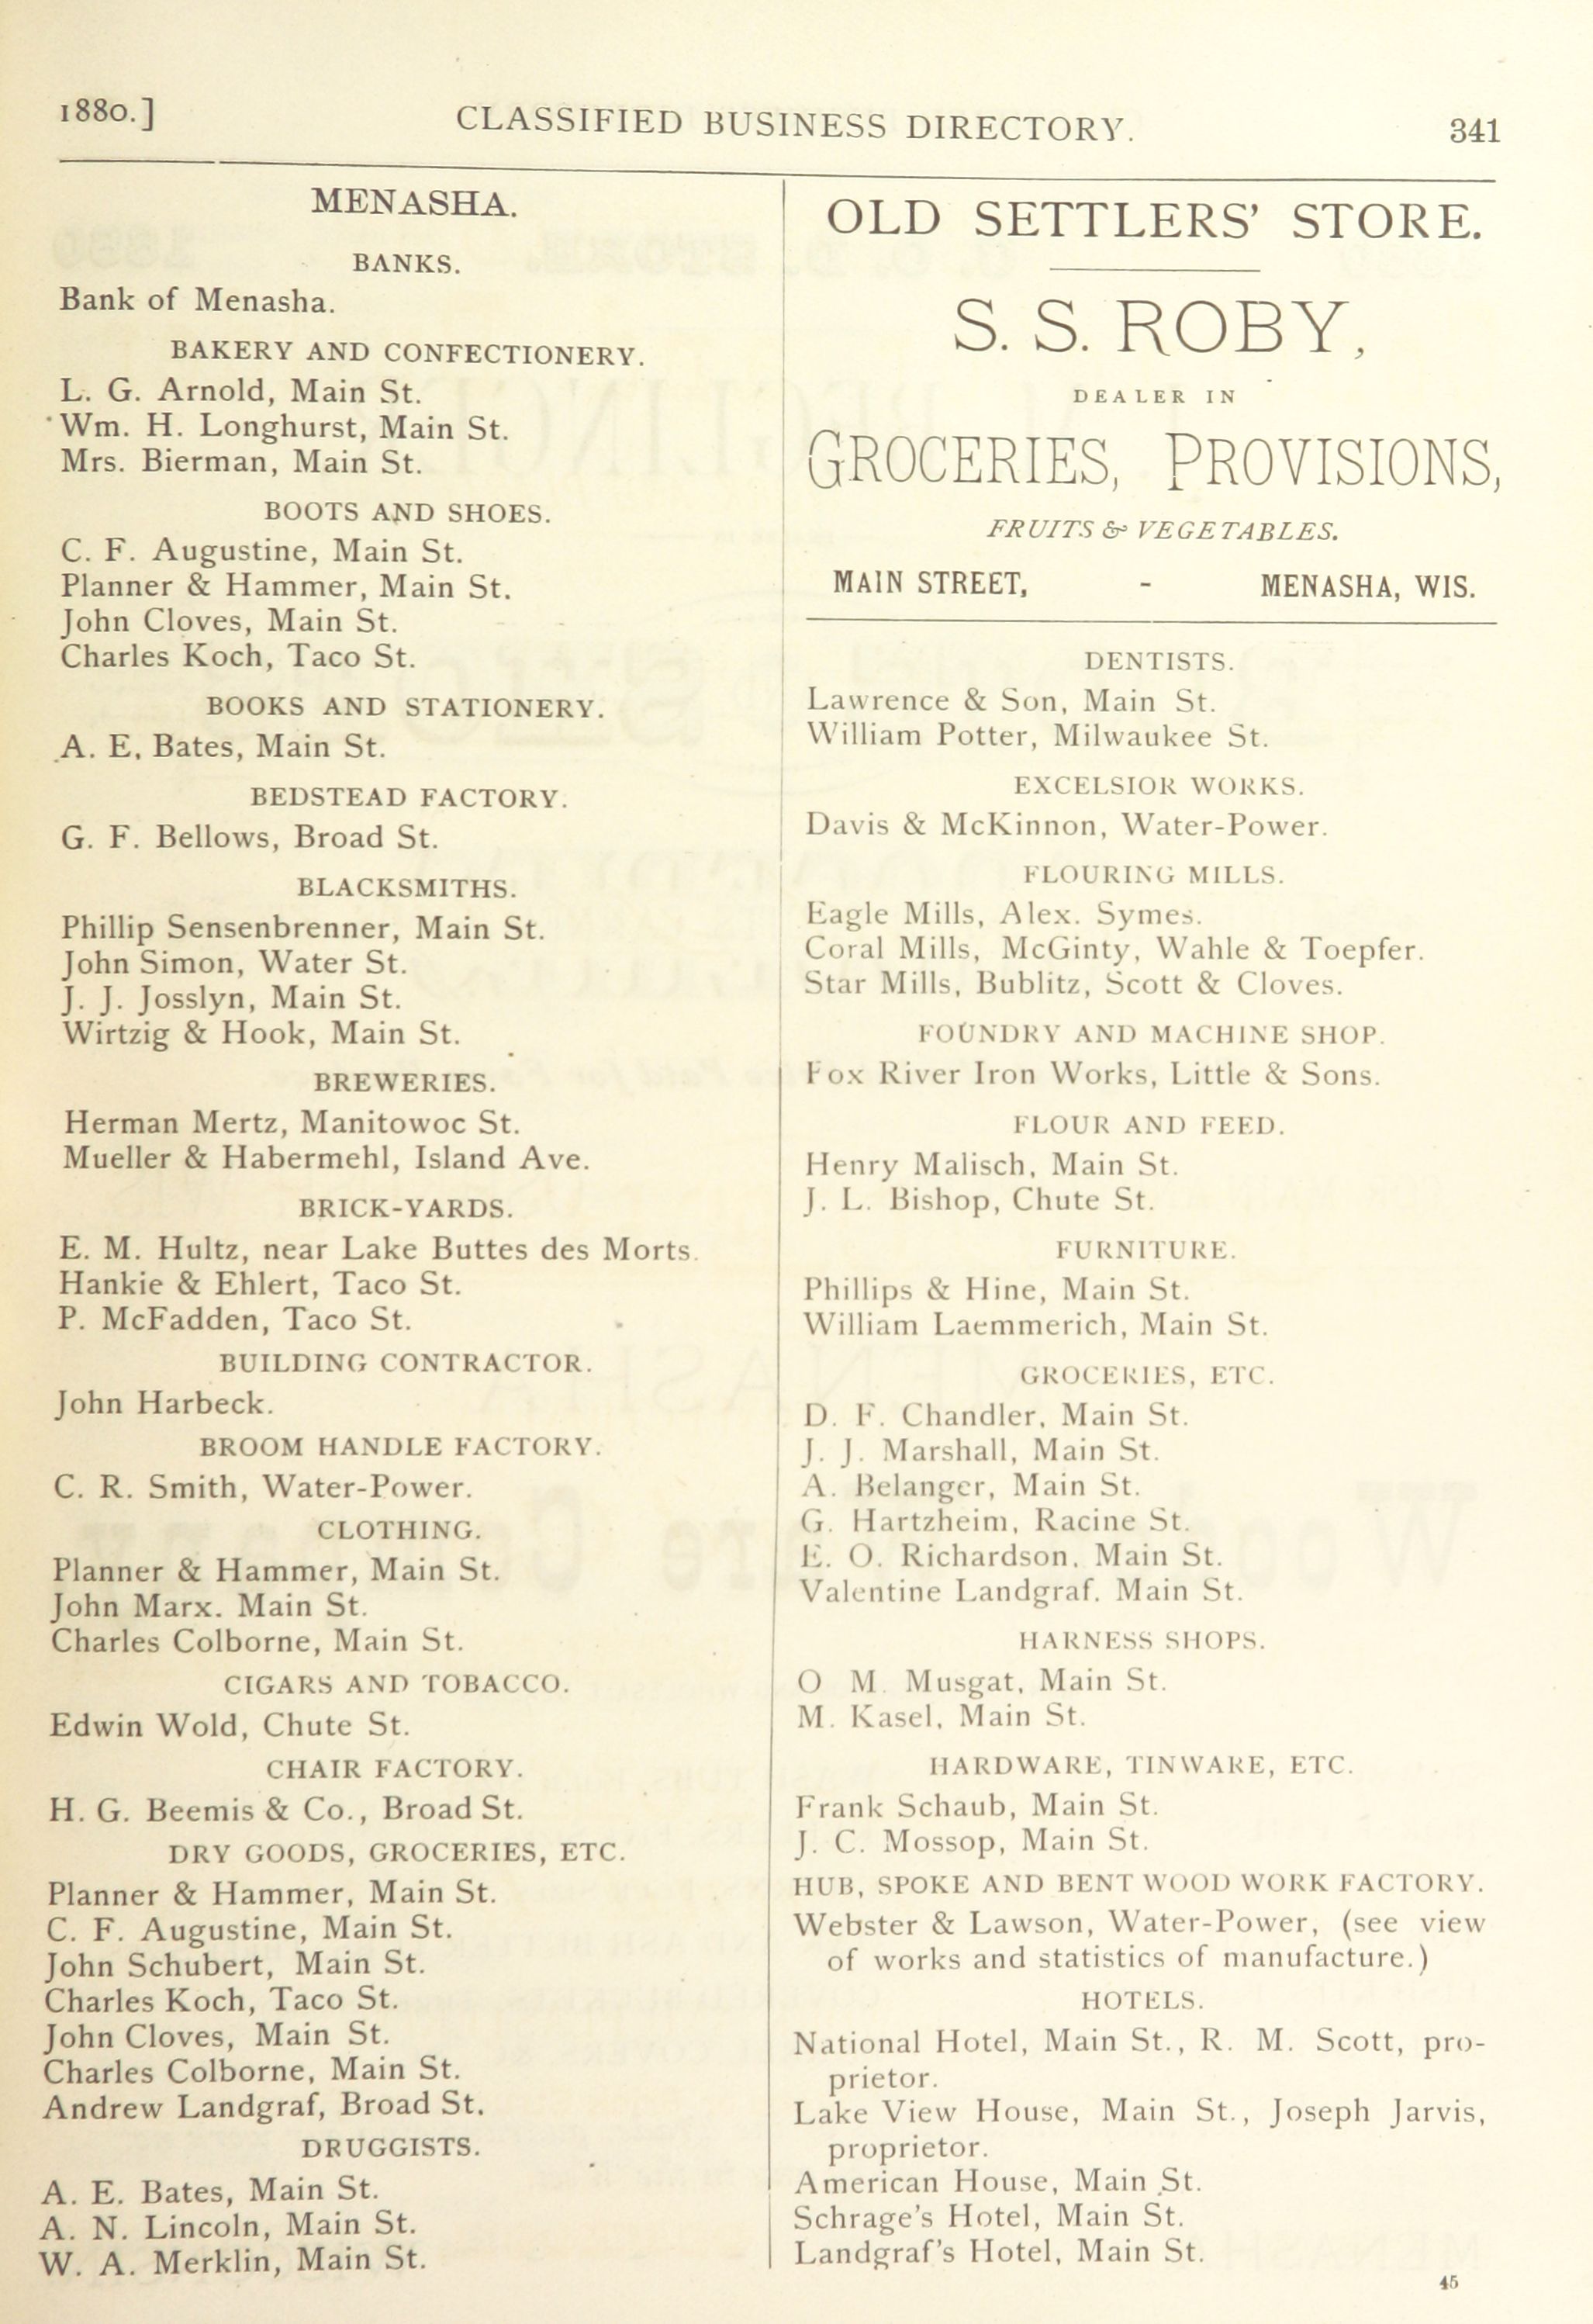 1880.]
CLASSIFIED BUSINESS DIRECTORY.
341
MENASHA.
BANKS.
Bank of Menasha.
BAKERY AND CONFECTIONERY.
L. G. Arnold, Main St.
Wm. H. Longhurst, Main St.
Mrs. Bierman, Main St.
BOOTS AND SHOES.
C. F. Augustine, Main St.
Planner & Hammer, Main St.
John Cloves, Main St.
Charles Koch, Taco St.
BOOKS AND STATIONERY.
A. E, Bates, Main St.
BEDSTEAD FACTORY.
G. F. Bellows, Broad St.
BLACKSMITHS.
Phillip Sensenbrenner, Main St.
John Simon, Water St.
J. J. Josslyn, Main St.
Wirtzig & Hook, Main St.
BREWERIES.
Herman Mertz, Manitowoc St.
Mueller & Habermehl, Island Ave.
BRICK-YARDS.
E. M. Hultz, near Lake Buttes des Morts.
Hankie & Ehlert, Taco St.
P. McFadden, Taco St.
BUILDING CONTRACTOR.
John Harbeck.
BROOM HANDLE FACTORY.
C. R. Smith, Water-Power.
CLOTHING.
Planner & Hammer, Main St.
John Marx. Main St.
Charles Colborne, Main St.
CIGARS AND TOBACCO.
Edwin Wold, Chute St.
CHAIR FACTORY.
H. G. Beemis & Co., Broad St.
DRY GOODS, GROCERIES, ETC.
Planner & Hammer, Main St.
C. F. Augustine, Main St.
John Schubert, Main St.
Charles Koch, Taco St.
John Cloves, Main St.
Charles Colborne, Main St.
Andrew Landgraf, Broad St.
DRUGGISTS.
A. E. Bates, Main St.
A. N. Lincoln, Main St.
W. A. Merklin, Main St.
OLD SETTLERS' STORE.
S. S. ROBY,
DEALER IN
GROCERIES, PROVISIONS,
FRUITS & VEGETABLES.
MAIN STREET, - MENASHA, WIS.
DENTISTS.
Lawrence & Son, Main St.
William Potter, Milwaukee St.
EXCELSIOR WORKS.
Davis & McKinnon, Water-Power.
FLOURING MILLS.
Eagle Mills, Alex. Symes.
Coral Mills, McGinty, Wahle & Toepfer.
Star Mills, Bublitz, Scott & Cloves.
FOUNDRY AND MACHINE SHOP.
Fox River Iron Works, Little & Sons.
FLOUR AND FEED.
Henry Malisch, Main St.
J. L. Bishop, Chute St.
FURNITURE.
Phillips & Hine, Main St.
William Laemmerich, Main St.
GROCERIES, ETC.
D. F. Chandler, Main St.
J. J. Marshall, Main St.
A. Belanger, Main St.
G. Hartzheim, Racine St.
E. O. Richardson. Main St.
Valentine Landgraf. Main St.
HARNESS SHOPS.
O M. Musgat, Main St.
M. Kasel, Main St.
HARDWARE, TINWARE, ETC.
Frank Schaub, Main St.
J. C. Mossop, Main St.
HUB, SPOKE AND BENT WOOD WORK FACTORY.
Webster & Lawson, Water-Power, (see view
of works and statistics of manufacture.)
HOTELS.
National Hotel, Main St., R. M. Scott, pro-
prietor.
Lake View House, Main St., Joseph Jarvis,
proprietor.
American House, Main St.
Schrage's Hotel, Main St.
Landgraf's Hotel, Main St.
45